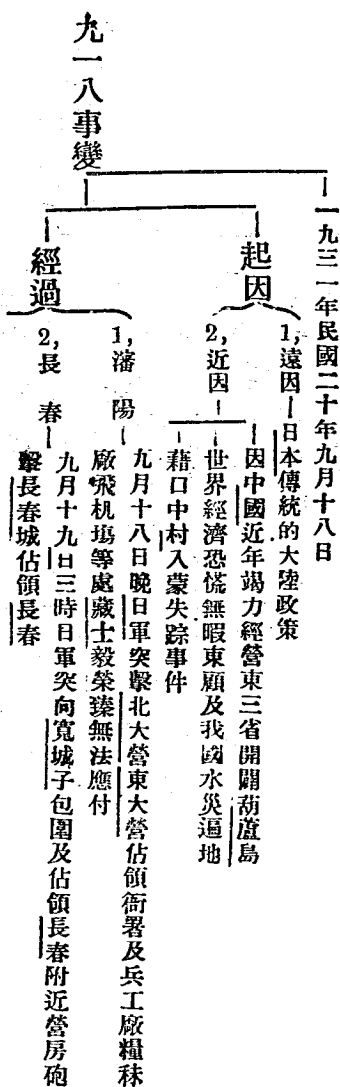 九一八事變
一九三一年民國二十年九月十八日
起因
1,遠因
日本傳統的大陸政策
2,近因
因中國近年竭力經營東三省開闢葫蘆島
世界經濟恐慌無暇東顧及我國水災遍地
藉口中村入蒙失踪事件
經過
1,瀋陽
九月十八日晚日軍突擊北大營東大營佔領衙署及兵工廠糧秣
廠飛机塲等處藏士毅榮臻無法應付
2,長春
九月十九日三時日軍突向寬城子包圍及佔領長春附近營房砲
擊長春城佔領長春